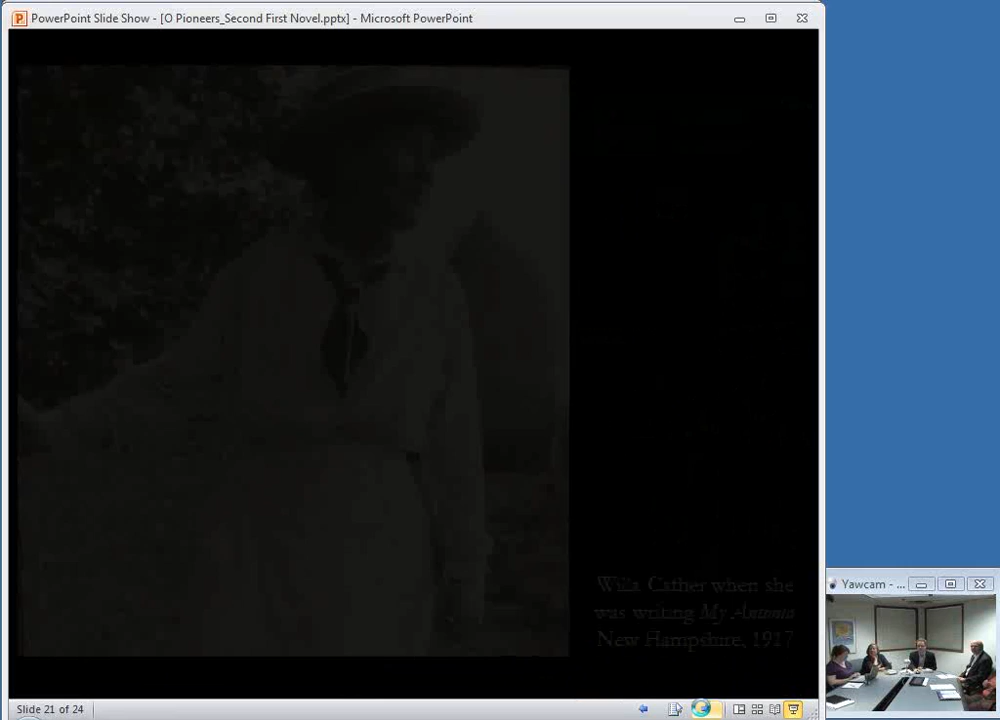 PowerPoint Slide Show - [O Pioneers_Second First Novel.pptx] - Microsoft PowerPoint
Willa Cather when she
was writing My Antonia
New Hampshire, 1917
Yawcam - ...
Slide 21 of 24